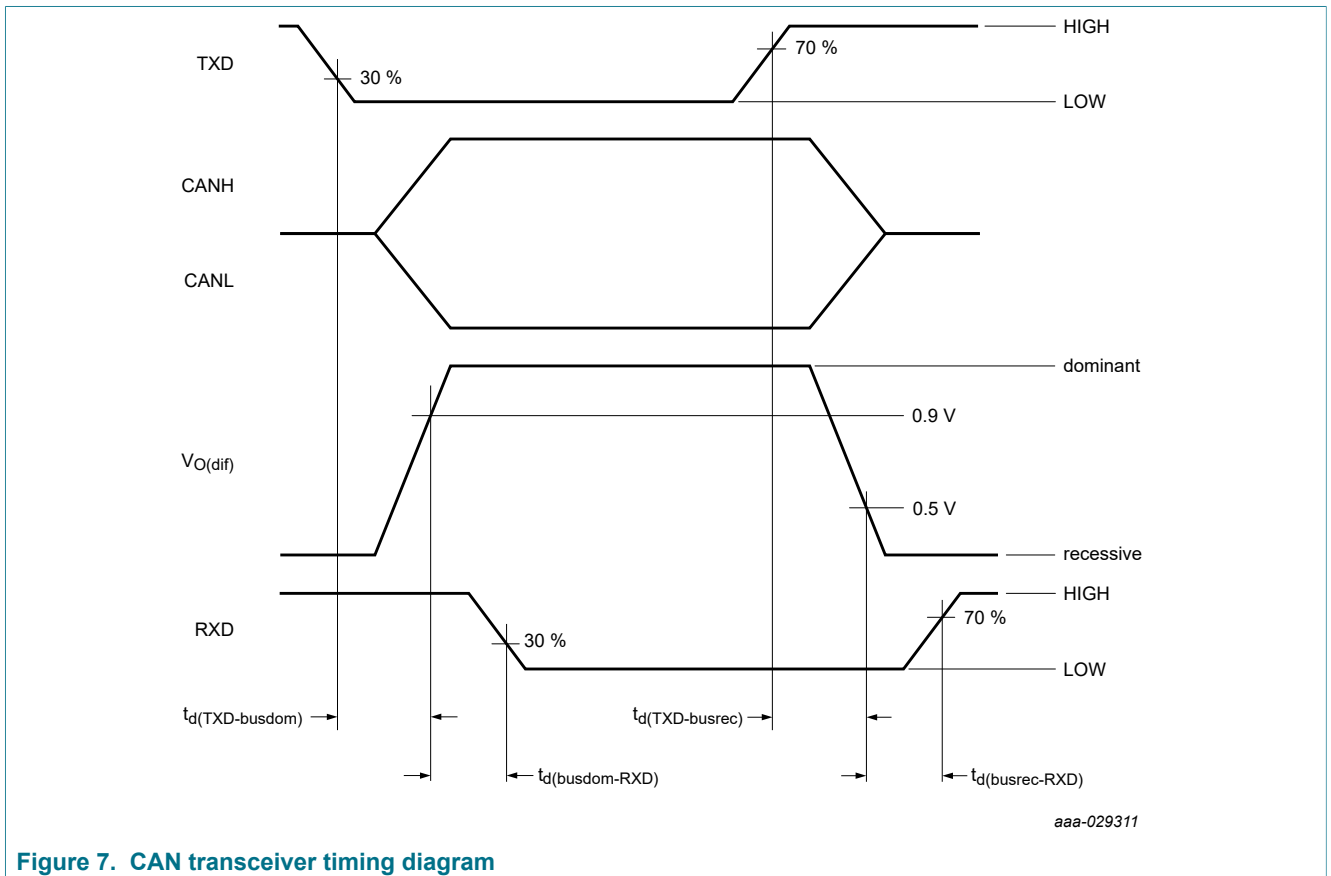 HIGH
TXD
70 %
30 %
LOW
CANH
CANL
dominant
0.9 V
VO(dif)
0.5 V
recessive
HIGH
RXD
70 %
30 %
LOW
td(TXD-busdom)
td(TXD-busrec)
td(busdom-RXD)
td(busrec-RXD)
aaa-029311
Figure 7. CAN transceiver timing diagram